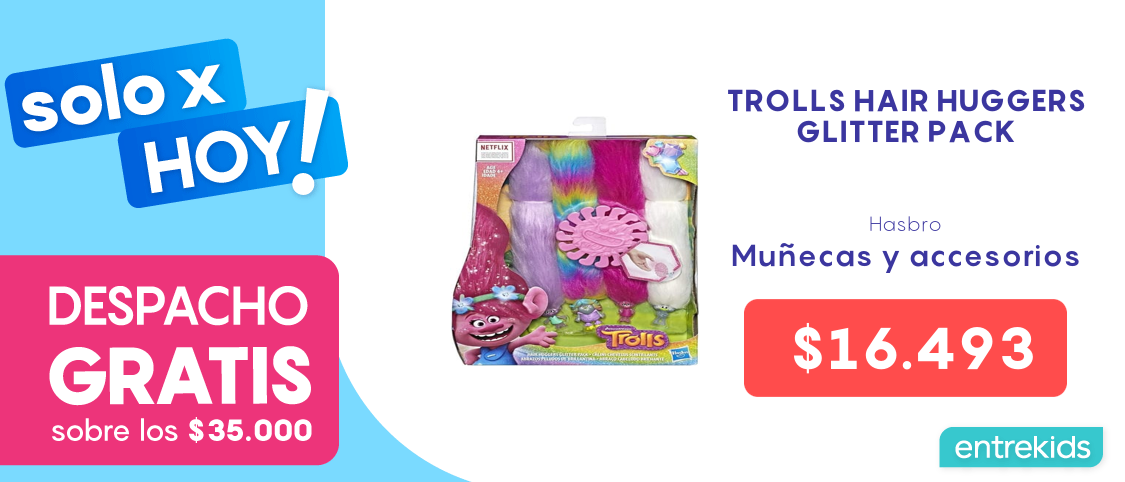 solo x
HOY!
DESPACHO
GRATIS
sobre los $35.000
NETFLIX
Trolls
Hasbro
TROLLS HAIR HUGGERS
GLITTER PACK
Hasbro
Muñecas y accesorios
$16.493
entrekids